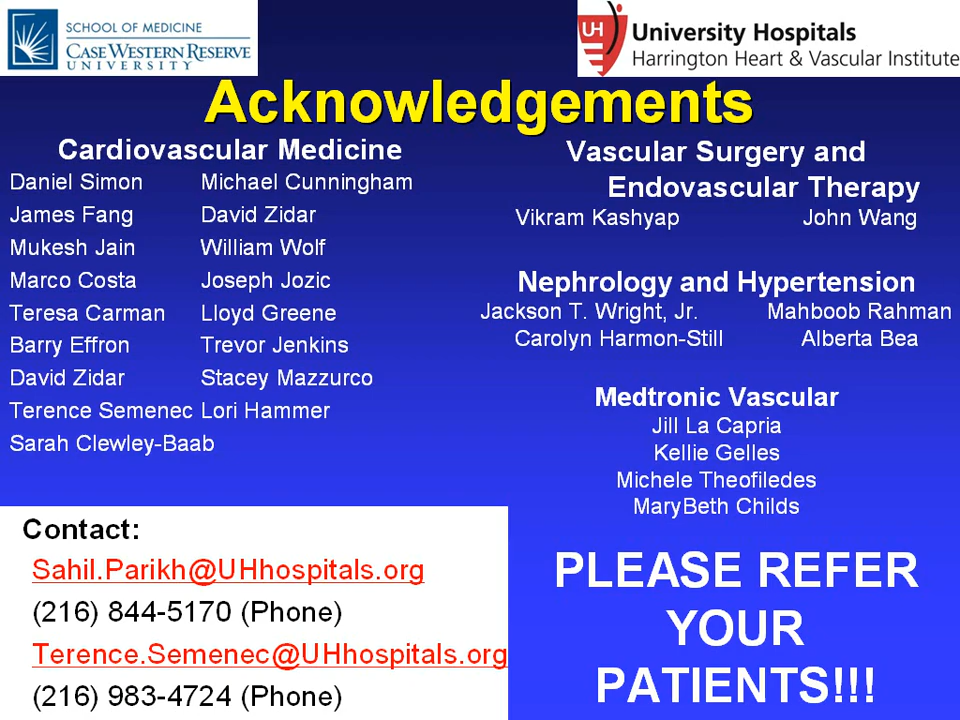 SCHOOL OF MEDICINE
CASE WESTERN RESERVE
UNIVERSITY
UH
University Hospitals
Harrington Heart & Vascular Institute
Acknowledgements
Cardiovascular Medicine
Daniel Simon Michael Cunningham
James Fang David Zidar
Mukesh Jain William Wolf
Marco Costa Joseph Jozic
Teresa Carman Lloyd Greene
Barry Effron Trevor Jenkins
David Zidar Stacey Mazzurco
Terence Semenec Lori Hammer
Sarah Clewley-Baab
Vascular Surgery and
Endovascular Therapy
Vikram Kashyap John Wang
Nephrology and Hypertension
Jackson T. Wright, Jr. Mahboob Rahman
Carolyn Harmon-Still Alberta Bea
Medtronic Vascular
Jill La Capria
Kellie Gelles
Michele Theofiledes
MaryBeth Childs
Contact:
Sahil.Parikh@UHhospitals.org
(216) 844-5170 (Phone)
Terence.Semenec@UHhospitals.org
(216) 983-4724 (Phone)
PLEASE REFER
YOUR
PATIENTS!!!